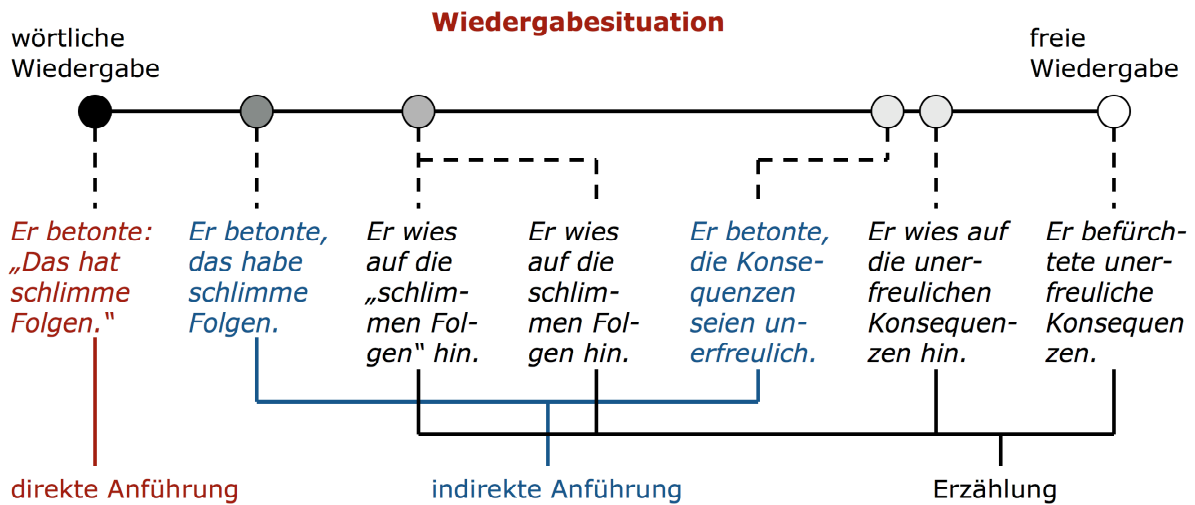 Wiedergabesituation
wörtliche
Wiedergabe
freie
Wiedergabe
Er betonte:
„Das hat
schlimme
Folgen.“
Er betonte,
das habe
schlimme
Folgen.
Er wies
auf die
„schlim-
men Fol-
gen“ hin.
Er wies
auf die
schlim-
men Fol-
gen hin.
Er betonte,
die Konse-
quenzen
seien un-
erfreulich.
Er wies auf
die uner-
freulichen
Konsequen-
zen hin.
Er befürch-
tete uner-
freuliche
Konsequen
zen.
direkte Anführung
indirekte Anführung
Erzählung